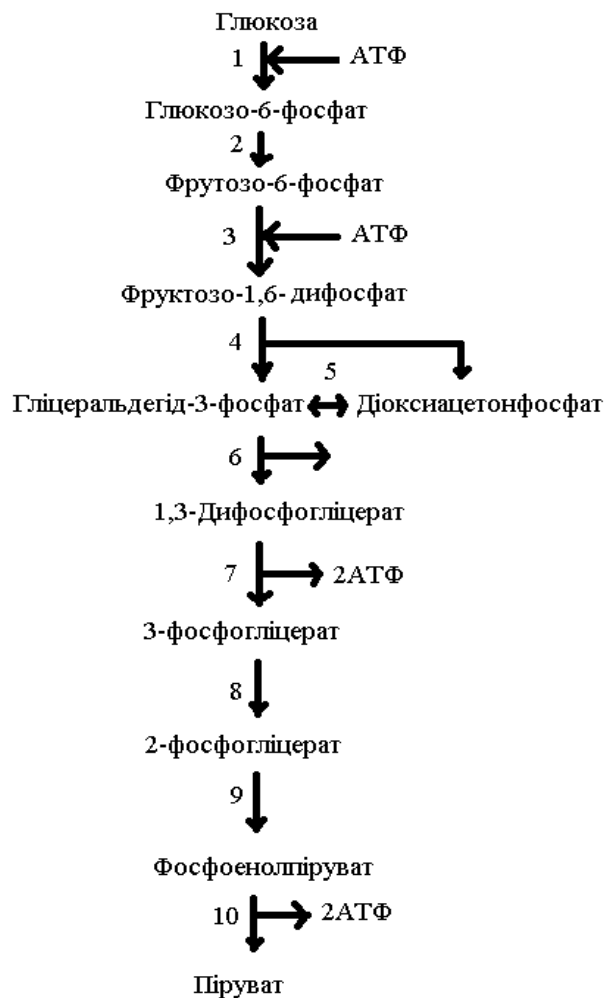 Глюкоза
1 АТФ
Глюкозо-6-фосфат
2
Фрутозо-6-фосфат
3 АТФ
Фруктозо-1,6- дифосфат
4
5
Гліцеральдегід-3-фосфат Діоксиацетонфосфат
6
1,3-Дифосфогліцерат
7 2АТФ
3-фосфогліцерат
8
2-фосфогліцерат
9
Фосфоенолпіруват
10 2АТФ
Піруват